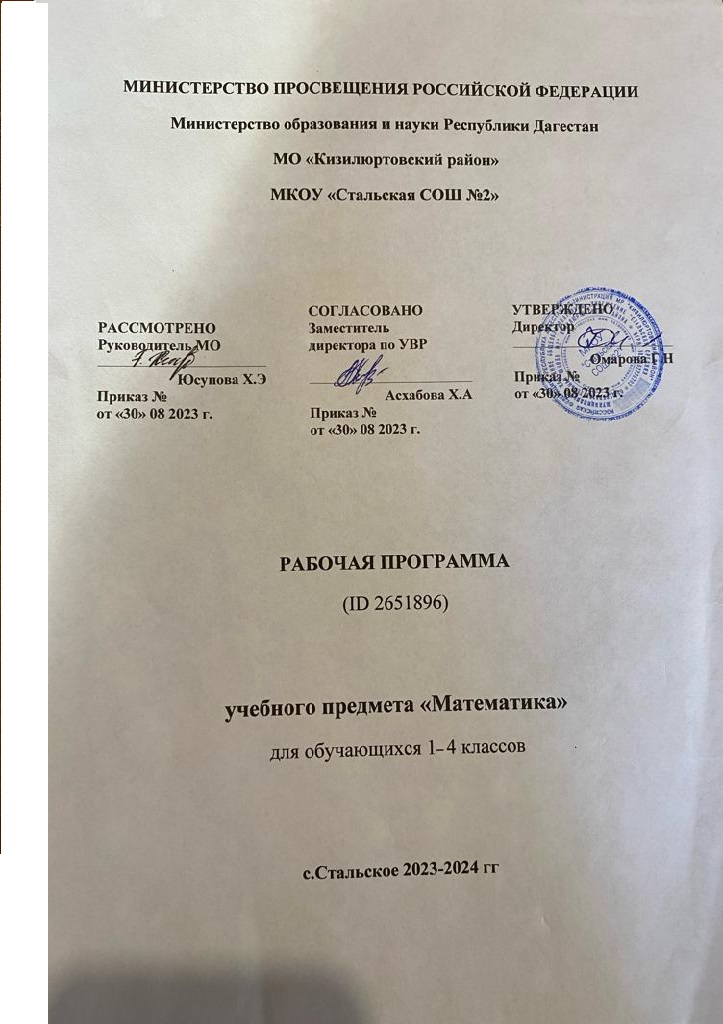 МИНИСТЕРСТВО ПРОСВЕЩЕНИЯ РОССИЙСКОЙ ФЕДЕРАЦИИ
Министерство образования и науки Республики Дагестан
МО «Кизилюртовский район»
МКОУ «Стальская СОШ №2»
РАССМОТРЕНО
Руководитель МО
Юсупова Х.Э
Приказ №
от «30» 08 2023 г.
СОГЛАСОВАНО
Заместитель
директора по УВР
Асхабова Х.А
Приказ №
от «30» 08 2023 г.
УТВЕРЖДЕНО
Директор
Омарова Г.Н
Приказ №
от «30» 08 2023 г.
РАБОЧАЯ ПРОГРАММА
(ID 2651896)
учебного предмета «Математика»
для обучающихся 1–4 классов
с.Стальское 2023-2024 гг